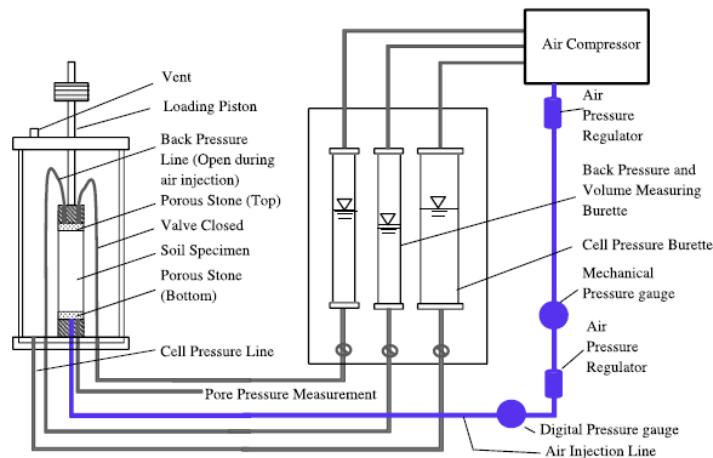 Air Compressor
Vent
Loading Piston
Back Pressure
Line (Open during
air injection)
Porous Stone (Top)
Valve Closed
Soil Specimen
Porous Stone
(Bottom)
Cell Pressure Line
Pore Pressure Measurement
Air
Pressure
Regulator
Back Pressure and
Volume Measuring
Burette
Cell Pressure Burette
Mechanical
Pressure gauge
Air
Pressure
Regulator
Digital Pressure gauge
Air Injection Line